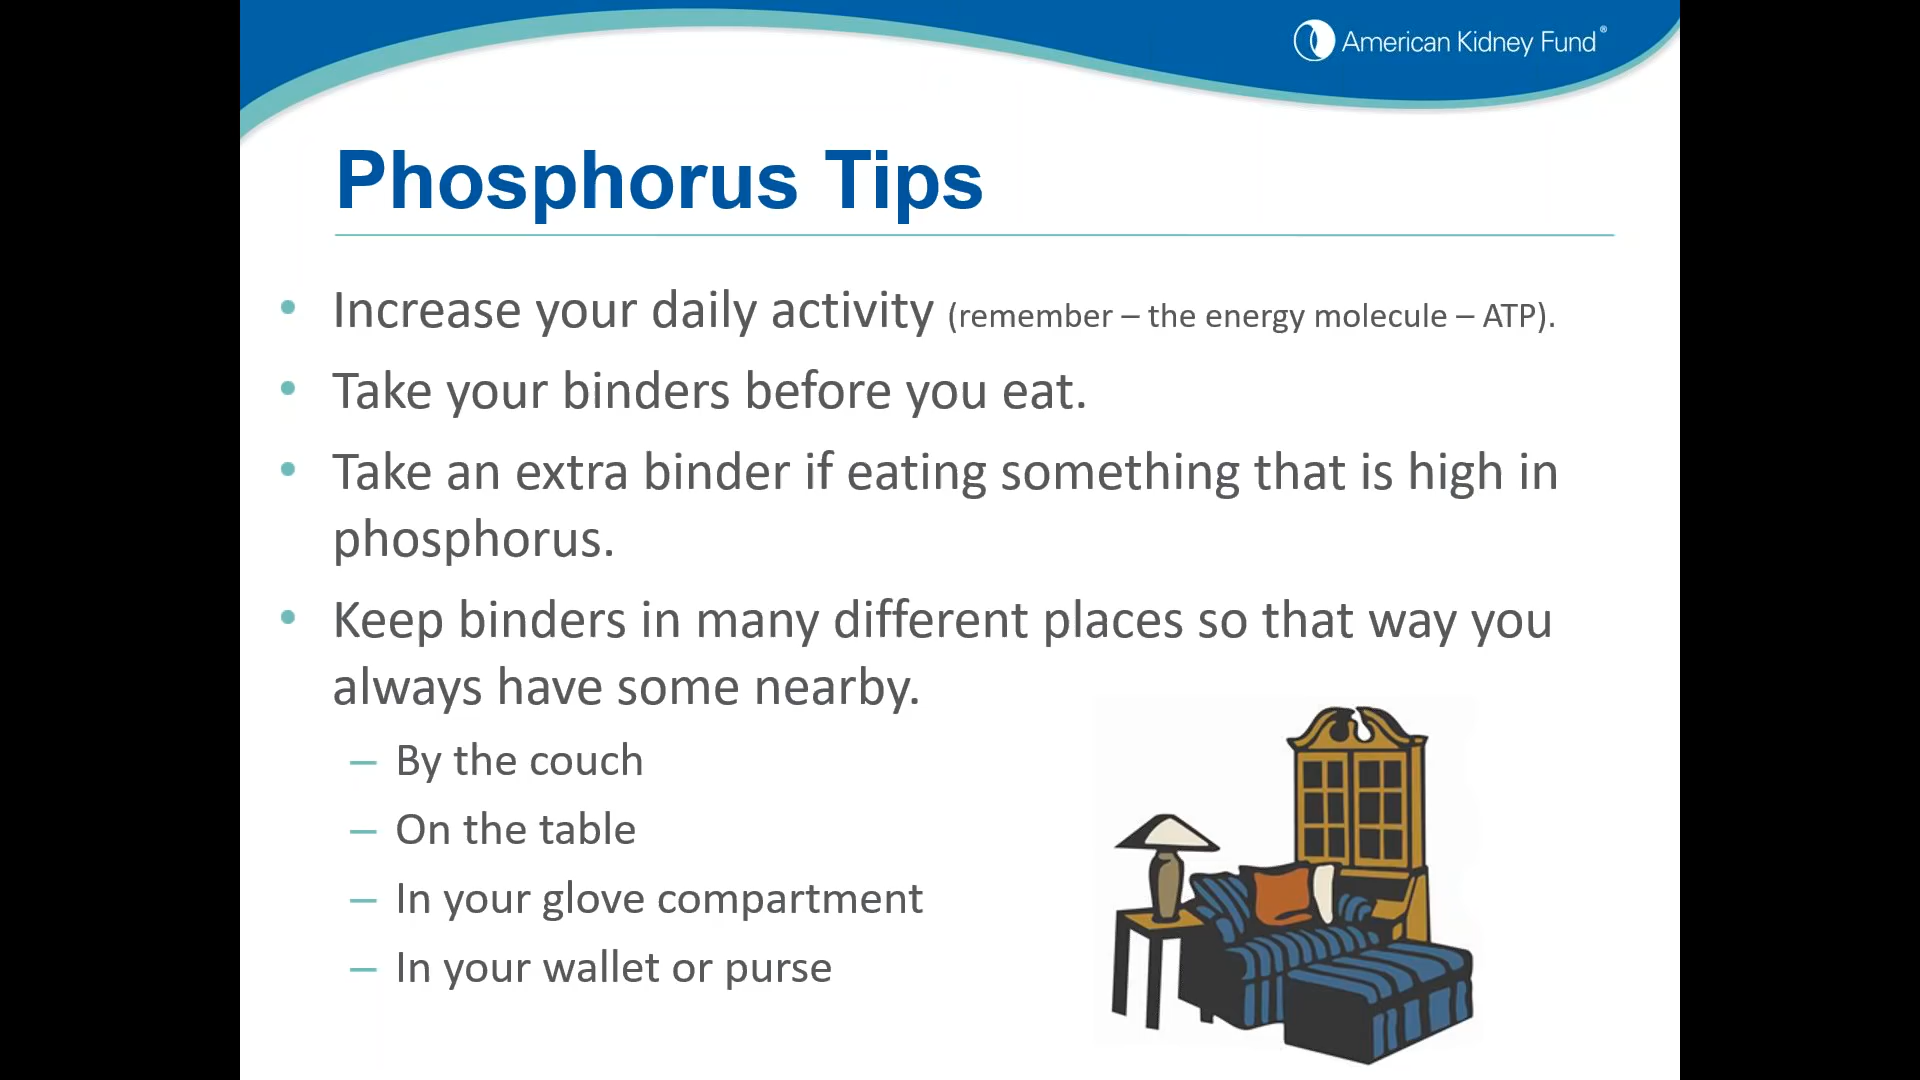 American Kidney Fund®
Phosphorus Tips
• Increase your daily activity (remember – the energy molecule – ATP).
• Take your binders before you eat.
• Take an extra binder if eating something that is high in
phosphorus.
• Keep binders in many different places so that way you
always have some nearby.
– By the couch
– On the table
– In your glove compartment
– In your wallet or purse